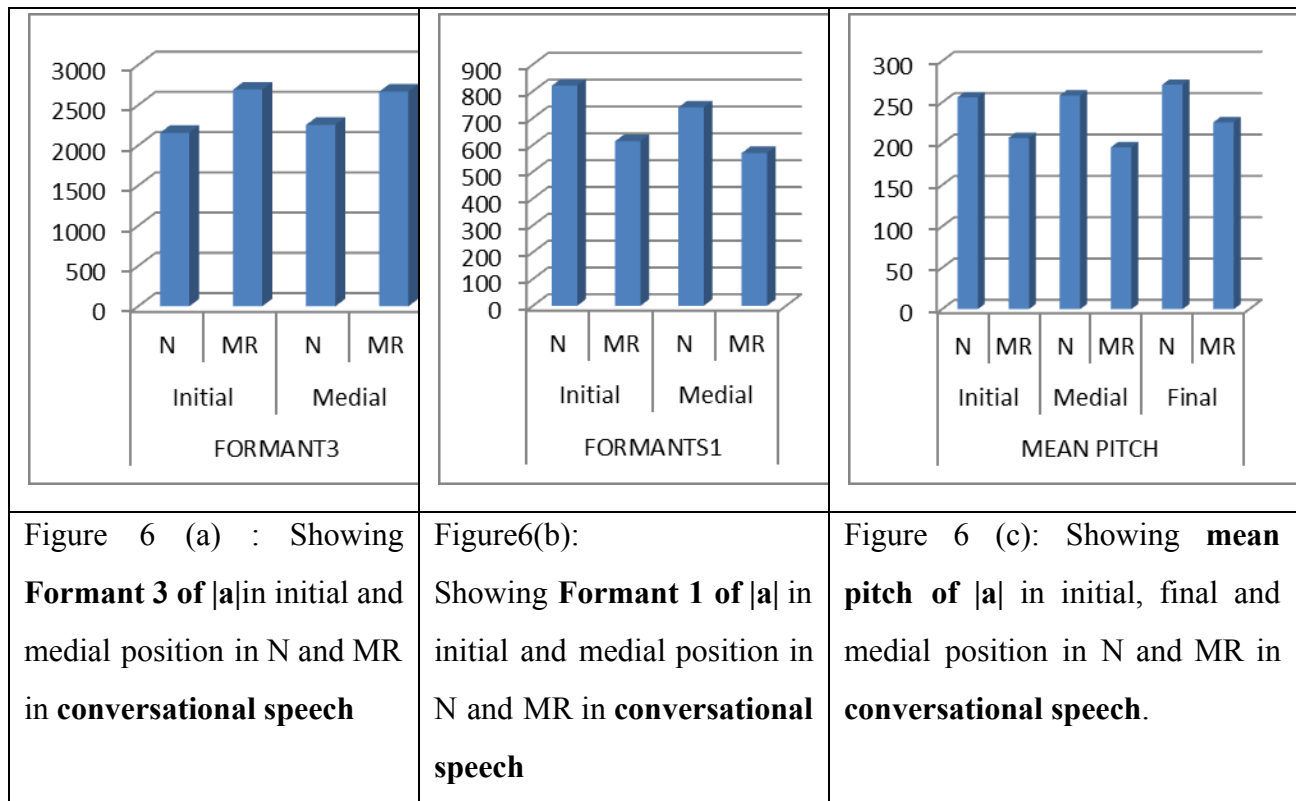 3000
2500
2000
1500
1000
500
0
N MR N MR
Initial Medial
FORMANT3
900
800
700
600
500
400
300
200
100
0
N MR N MR
Initial Medial
FORMANTS1
300
250
200
150
100
50
0
N MR N MR N MR
Initial Medial Final
MEAN PITCH
Figure 6 (a) : Showing
Formant 3 of |a|in initial and
medial position in N and MR
in conversational speech
Figure6(b):
Showing Formant 1 of |a| in
initial and medial position in
N and MR in conversational
speech
Figure 6 (c): Showing mean
pitch of |a| in initial, final and
medial position in N and MR in
conversational speech.